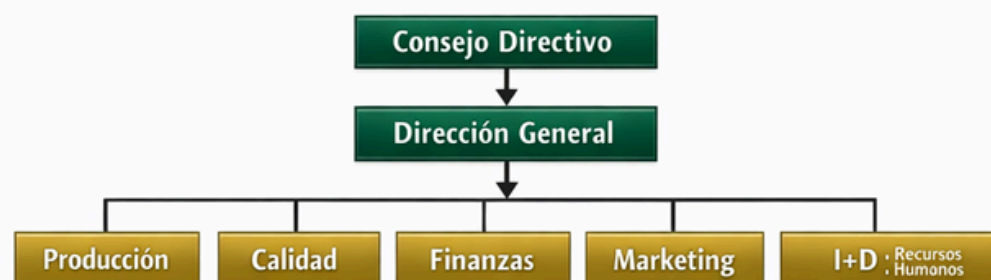 Consejo Directivo
Dirección General
Producción
Calidad
Finanzas
Marketing
I+D : Recursos
Humanos